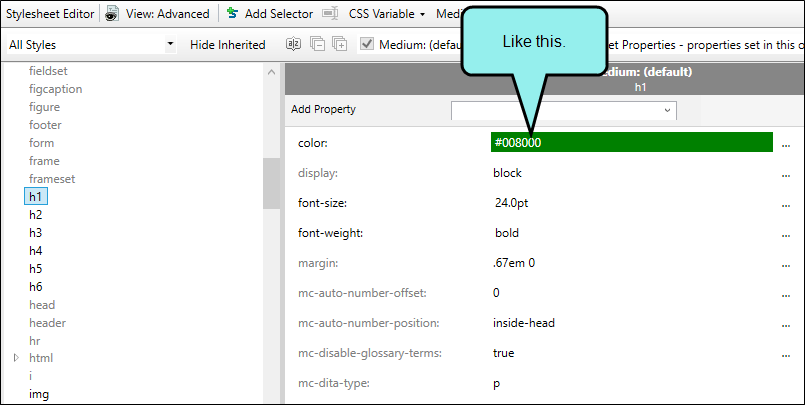 Stylesheet Editor View: Advanced Add Selector CSS Variable Medi
Like this.
All Styles Hide Inherited Medium: (defau et Properties - properties set in this o
fieldset
figcaption
figure
footer
form
frame
frameset
h1
h2
h3
h4
h5
h6
head
header
hr
html
i
img
edium: (default)
h1
Add Property
color: #008000 ...
display: block ...
font-size: 24.0pt ...
font-weight: bold ...
margin: .67em 0 ...
mc-auto-number-offset: 0 ...
mc-auto-number-position: inside-head ...
mc-disable-glossary-terms: true ...
mc-dita-type: p ...